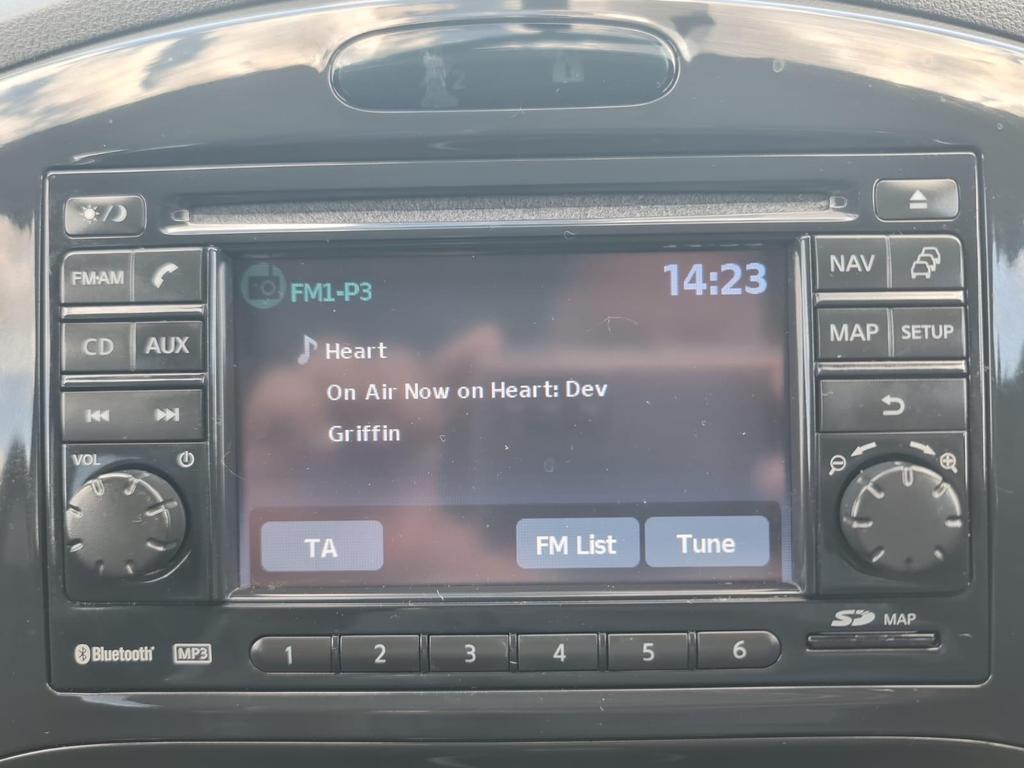 FM1-P3
14:23
Heart
On Air Now on Heart: Dev
Griffin
TA
FM List
Tune
FM·AM
CD
AUX
VOL
NAV
MAP
SETUP
Bluetooth
MP3
1
2
3
4
5
6
SD
MAP